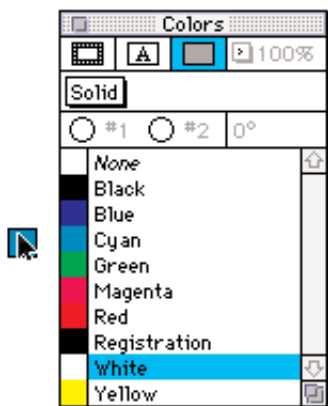 Colors
A 100%
Solid
#1 #2 0°
None
Black
Blue
Cyan
Green
Magenta
Red
Registration
White
Yellow